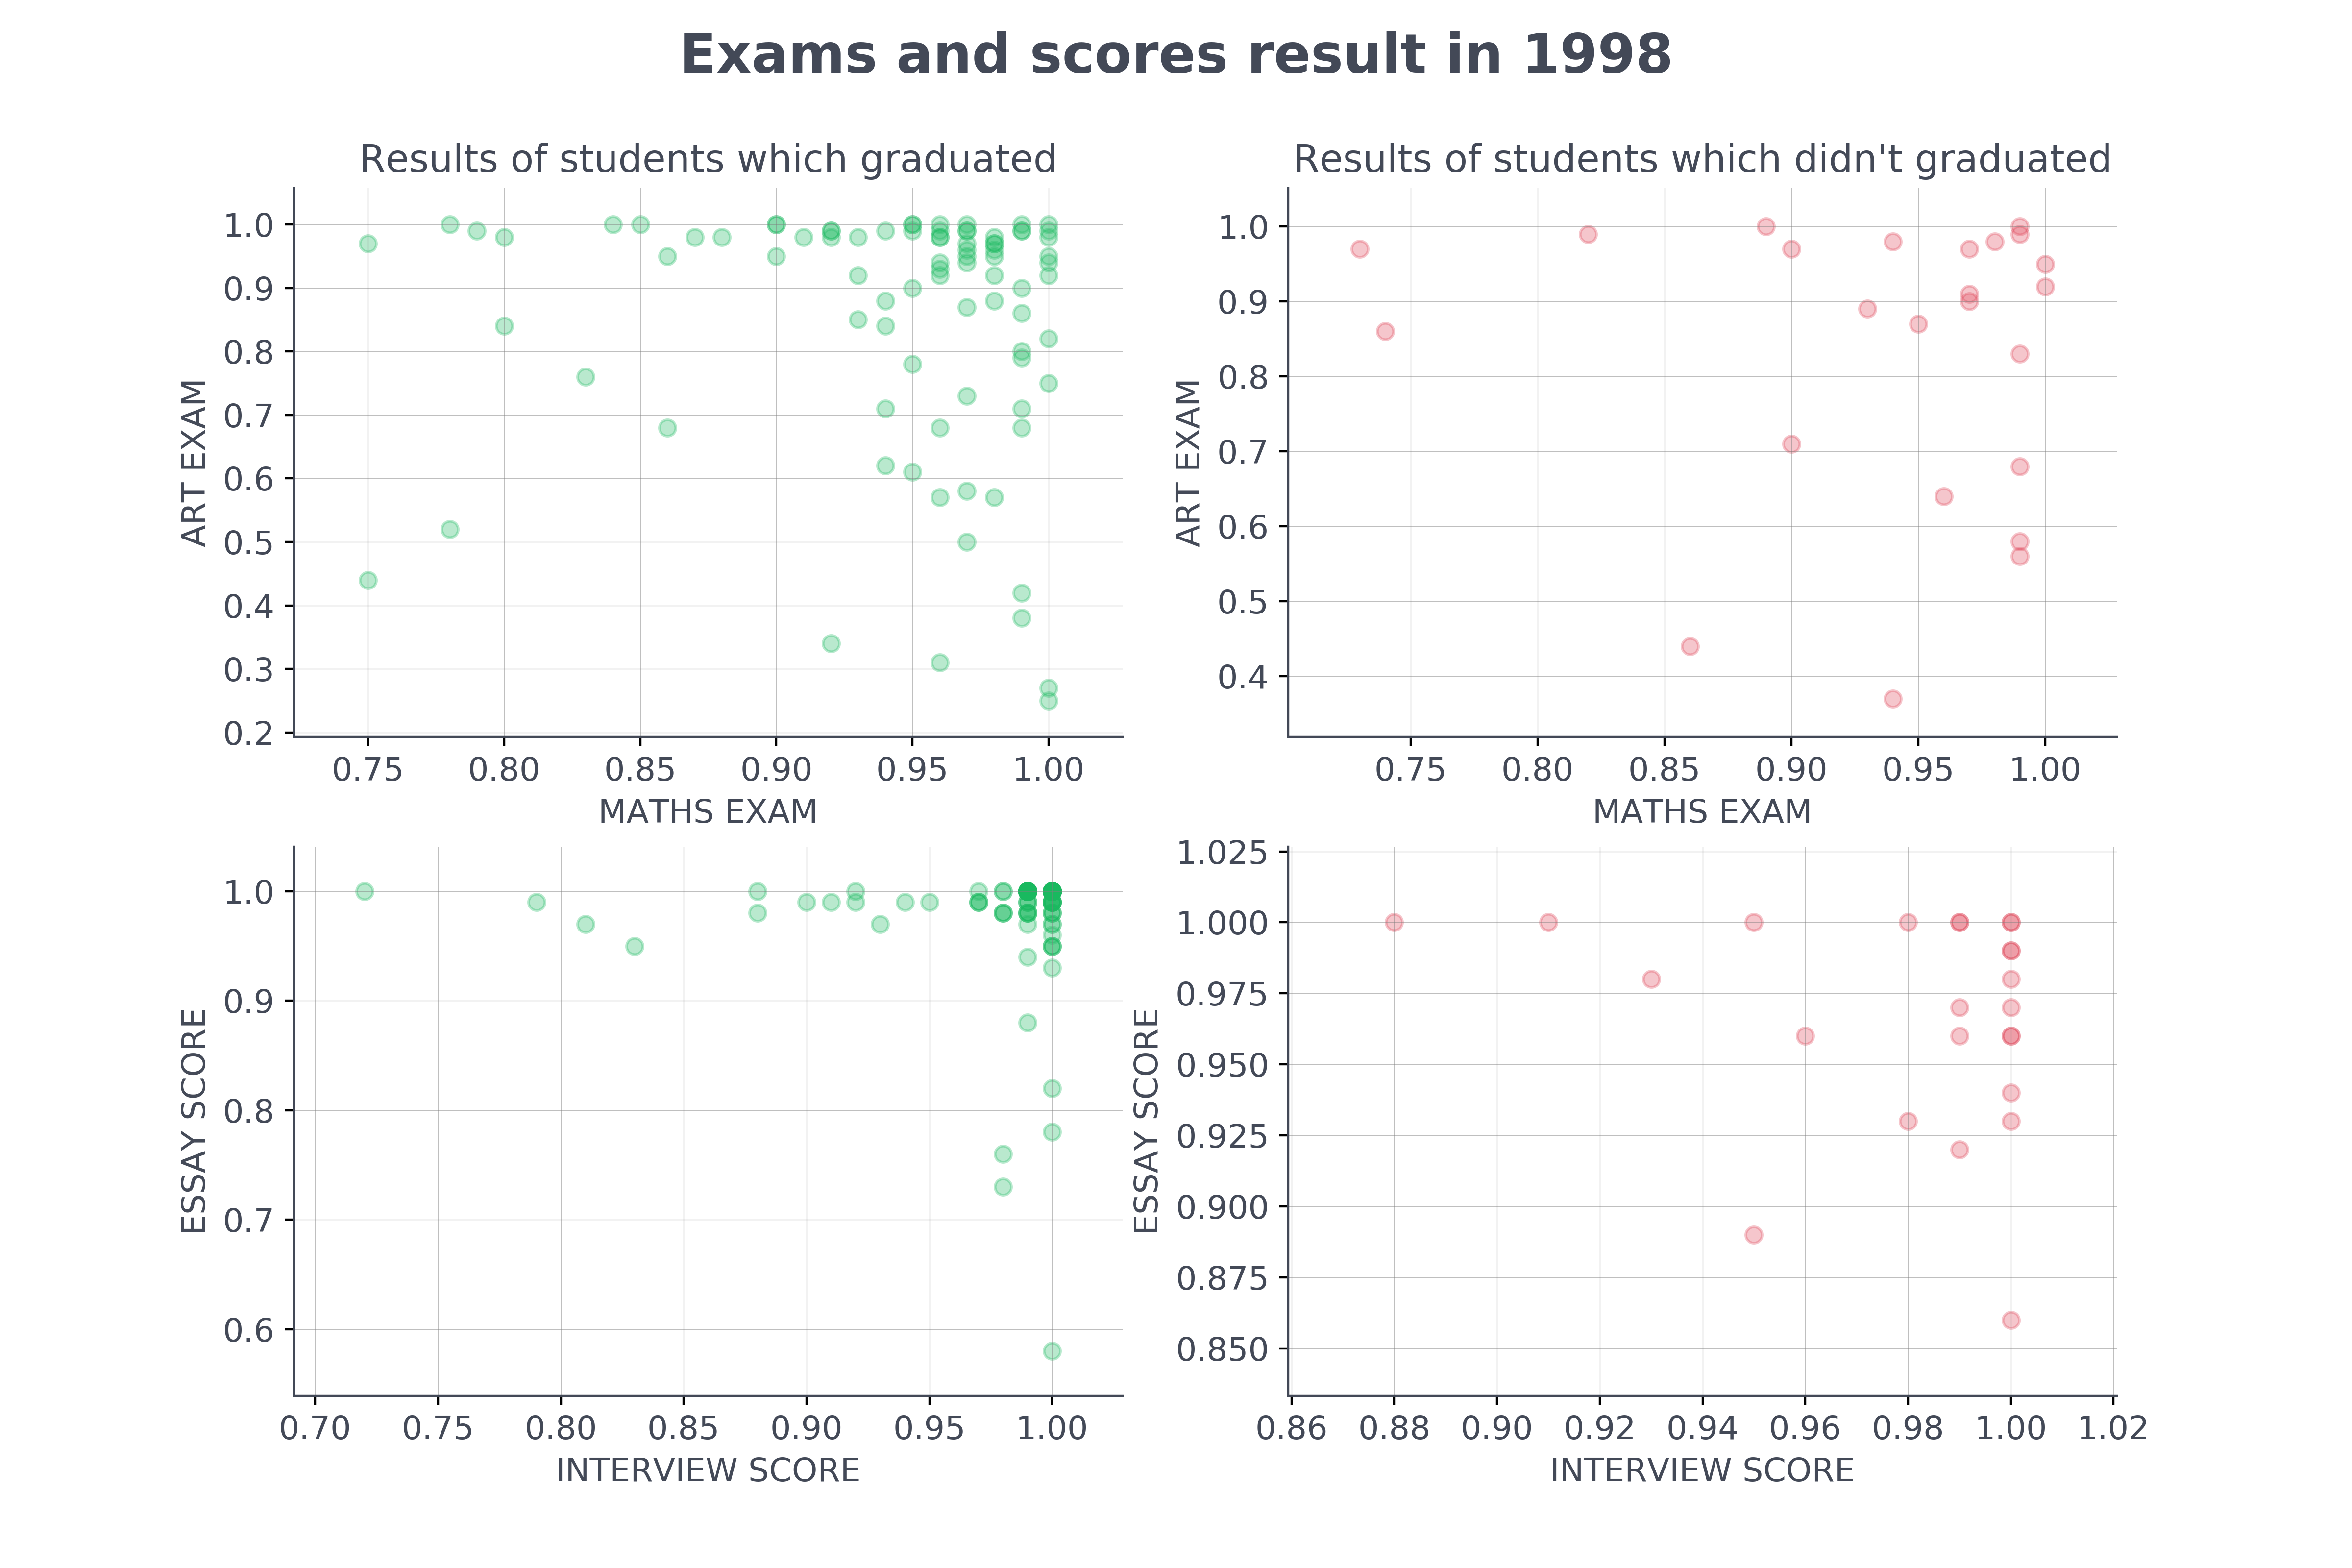 Exams and scores result in 1998
Results of students which graduated
1.0
0.9
0.8
0.7
0.6
0.5
0.4
0.3
0.2
ART EXAM
0.75 0.80 0.85 0.90 0.95 1.00
MATHS EXAM
Results of students which didn't graduated
1.0
0.9
0.8
0.7
0.6
0.5
0.4
ART EXAM
0.75 0.80 0.85 0.90 0.95 1.00
MATHS EXAM
1.0
0.9
0.8
0.7
0.6
ESSAY SCORE
0.70 0.75 0.80 0.85 0.90 0.95 1.00
INTERVIEW SCORE
1.025
1.000
0.975
0.950
0.925
0.900
0.875
0.850
ESSAY SCORE
0.86 0.88 0.90 0.92 0.94 0.96 0.98 1.00 1.02
INTERVIEW SCORE